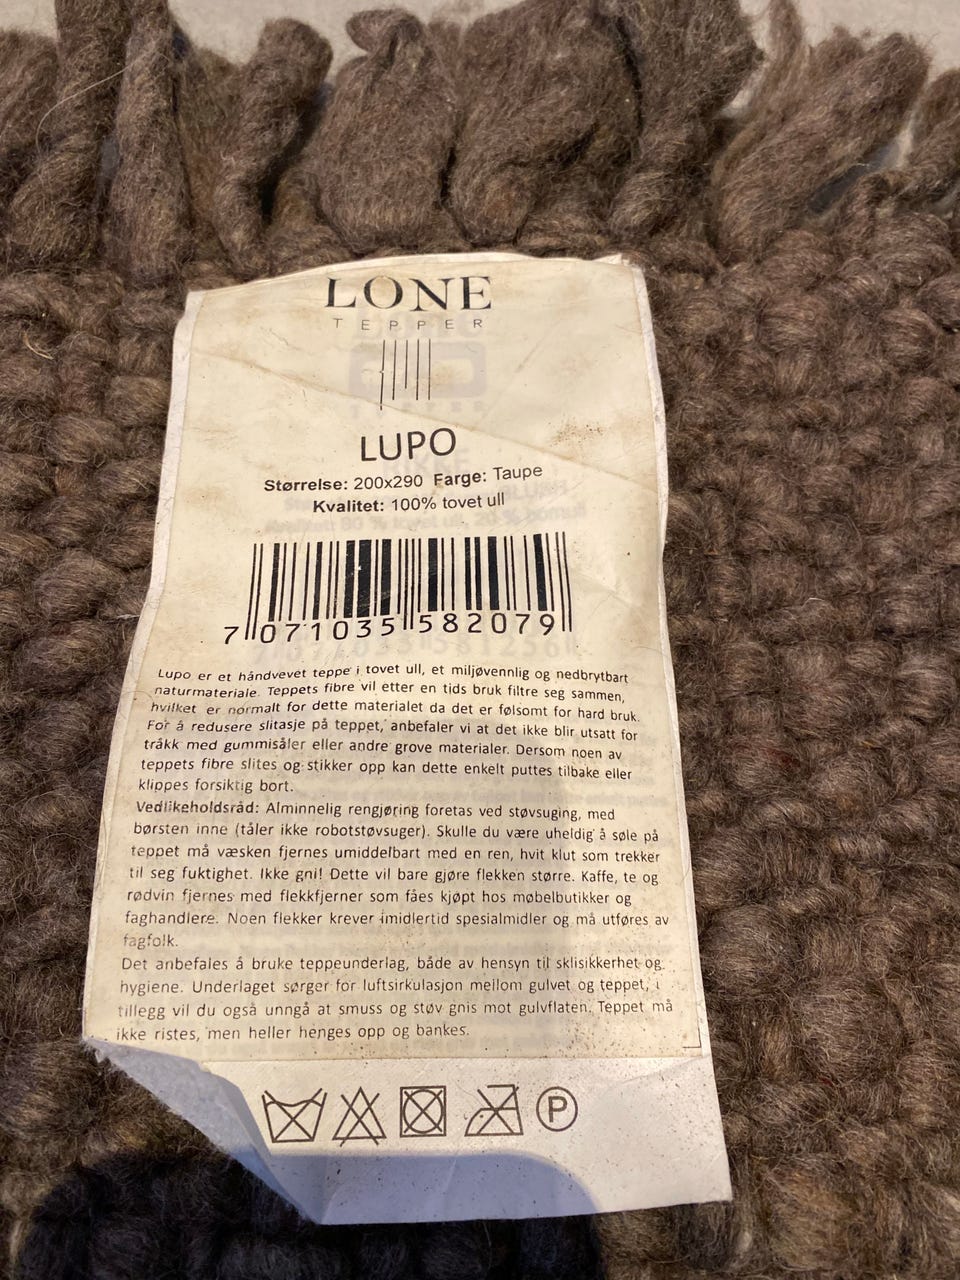 LONE
TEPPER
LUPO
Størrelse: 200x290 Farge: Taupe
Kvalitet: 100% tovet ull
7 071035 582079
Lupo er et håndvevet teppe i tovet ull, et miljøvennlig og nedbrytbart
naturmateriale. Teppets fibre vil etter en tids bruk filtre seg sammen,
hvilket er normalt for dette materialet da det er følsomt for hard bruk.
For å redusere slitasje på teppet, anbefaler vi at det ikke blir utsatt for
tråkk med gummisåler eller andre grove materialer. Dersom noen av
teppets fibre slites og stikker opp kan dette enkelt puttes tilbake eller
klippes forsiktig bort.
Vedlikeholdsråd: Alminnelig rengjøring foretas ved støvsuging, med
børsten inne (tåler ikke robotstøvsuger). Skulle du være uheldig å søle på
teppet må væsken fjernes umiddelbart med en ren, hvit klut som trekker
til seg fuktighet. Ikke gni! Dette vil bare gjøre flekken større. Kaffe, te og
rødvin fjernes med flekkfjerner som fåes kjøpt hos møbelbutikker og
faghandlere. Noen flekker krever imidlertid spesialmidler og må utføres av
fagfolk.
Det anbefales å bruke teppeunderlag, både av hensyn til sklisikkerhet og
hygiene. Underlaget sørger for luftsirkulasjon mellom gulvet og teppet, i
tillegg vil du også unngå at smuss og støv gnis mot gulvflaten. Teppet må
ikke ristes, men heller henges opp og bankes.
P